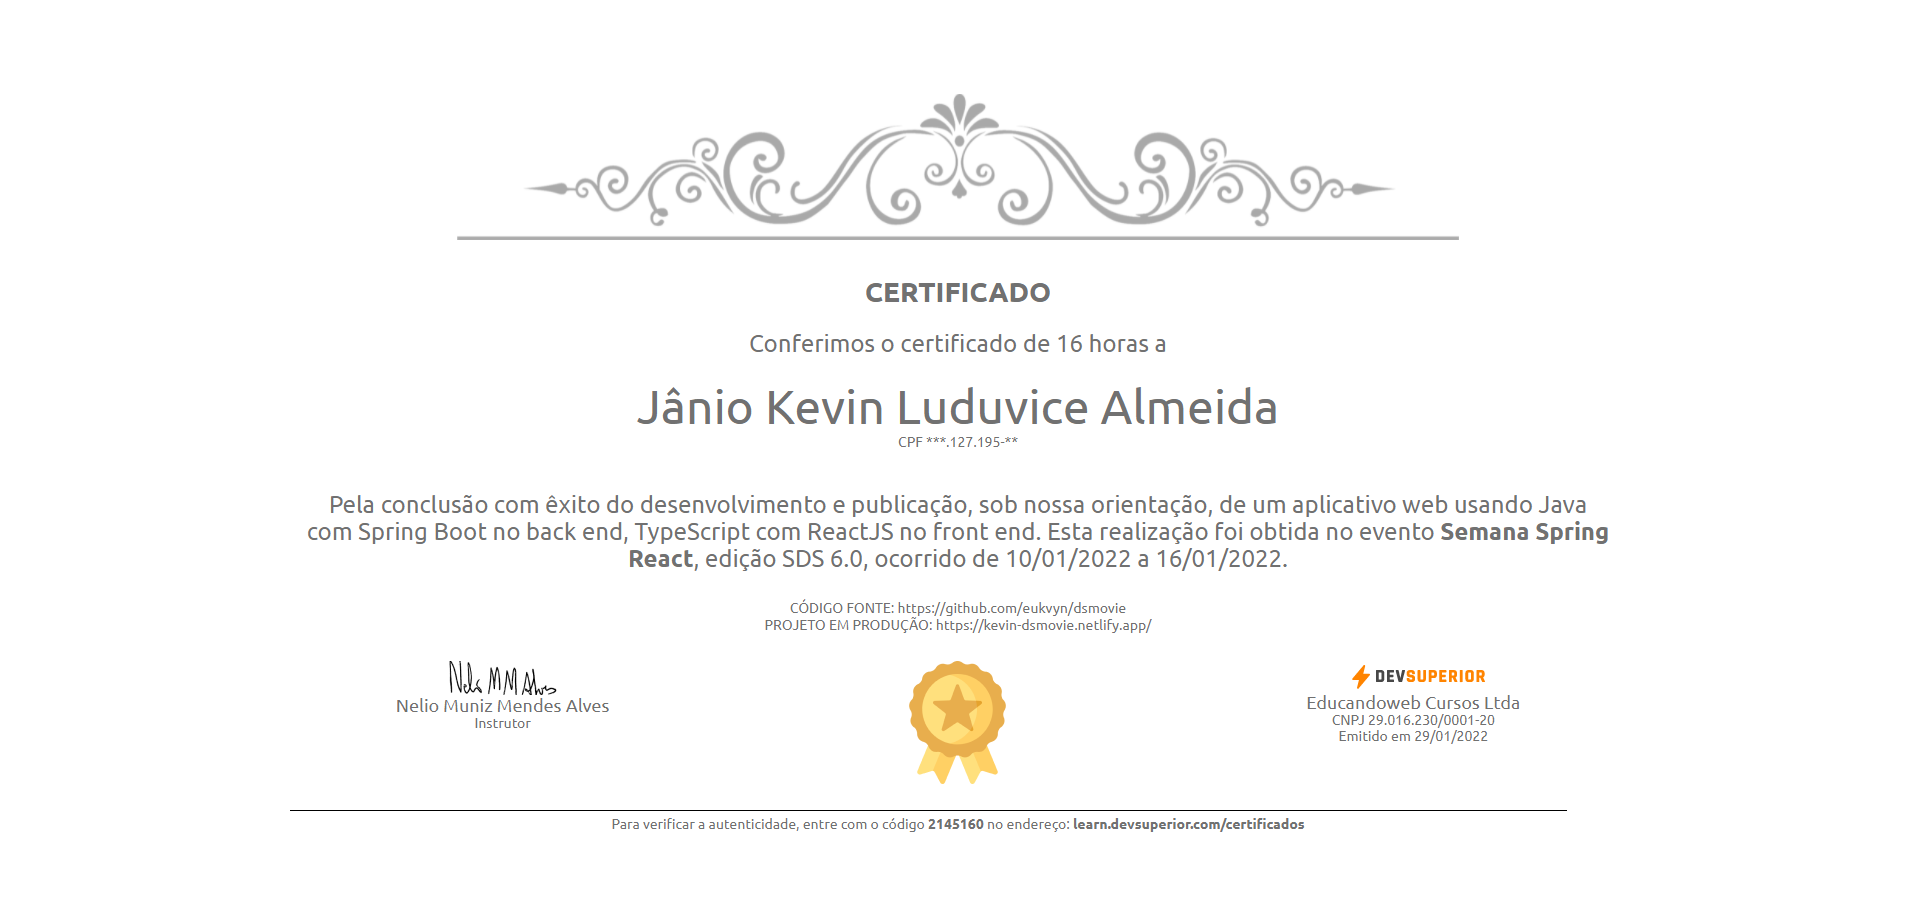 CERTIFICADO
Conferimos o certificado de 16 horas a
Jânio Kevin Luduvice Almeida
CPF ***.127.195-**
Pela conclusão com êxito do desenvolvimento e publicação, sob nossa orientação, de um aplicativo web usando Java
com Spring Boot no back end, TypeScript com ReactJS no front end. Esta realização foi obtida no evento Semana Spring
React, edição SDS 6.0, ocorrido de 10/01/2022 a 16/01/2022.
CÓDIGO FONTE: https://github.com/eukvyn/dsmovie
PROJETO EM PRODUÇÃO: https://kevin-dsmovie.netlify.app/
Nelio M M Alves
Nelio Muniz Mendes Alves
Instrutor
DEVSUPERIOR
Educandoweb Cursos Ltda
CNPJ 29.016.230/0001-20
Emitido em 29/01/2022
Para verificar a autenticidade, entre com o código 2145160 no endereço: learn.devsuperior.com/certificados